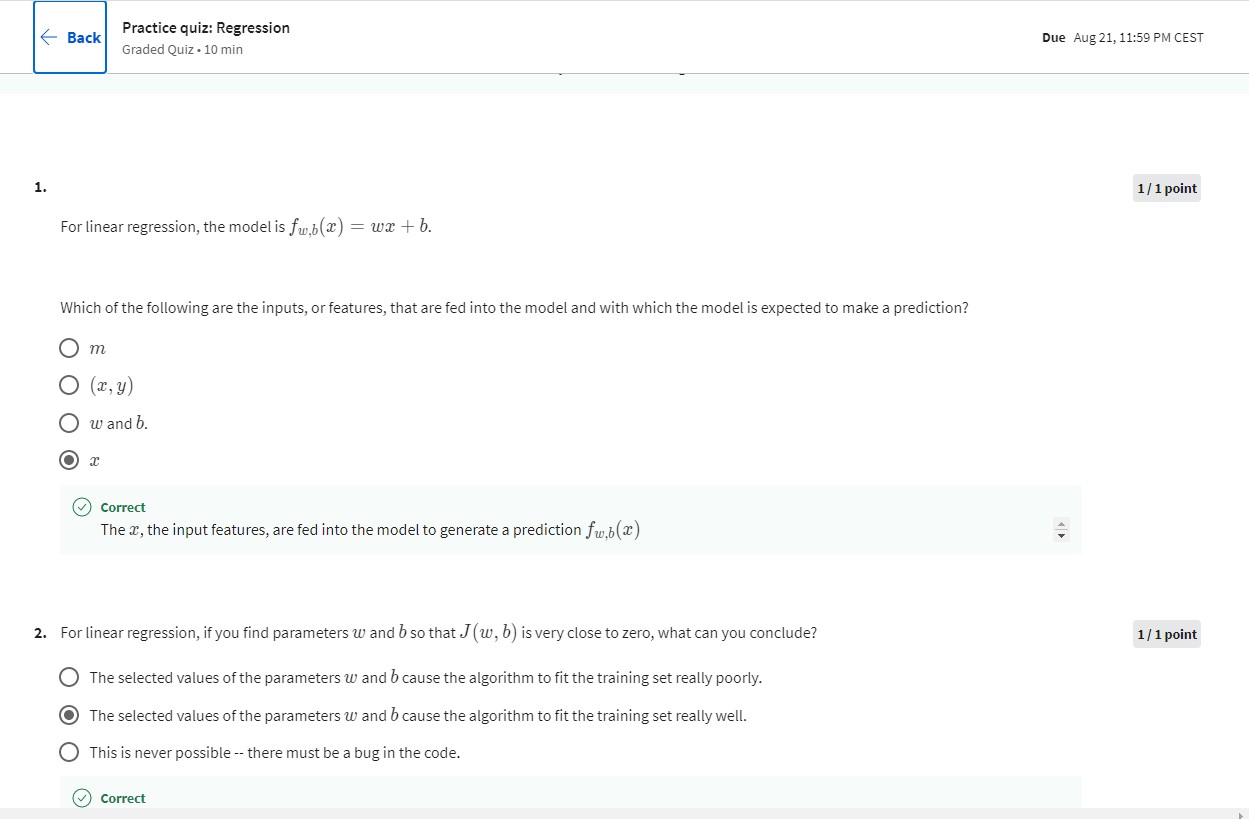 Back
Practice quiz: Regression
Graded Quiz • 10 min
Due Aug 21, 11:59 PM CEST
1.
1 / 1 point
For linear regression, the model is f_{w,b}(x) = wx + b.
Which of the following are the inputs, or features, that are fed into the model and with which the model is expected to make a prediction?
m
(x, y)
w and b.
x
Correct
The x, the input features, are fed into the model to generate a prediction f_{w,b}(x)
2. For linear regression, if you find parameters w and b so that J(w, b) is very close to zero, what can you conclude?
1 / 1 point
The selected values of the parameters w and b cause the algorithm to fit the training set really poorly.
The selected values of the parameters w and b cause the algorithm to fit the training set really well.
This is never possible -- there must be a bug in the code.
Correct